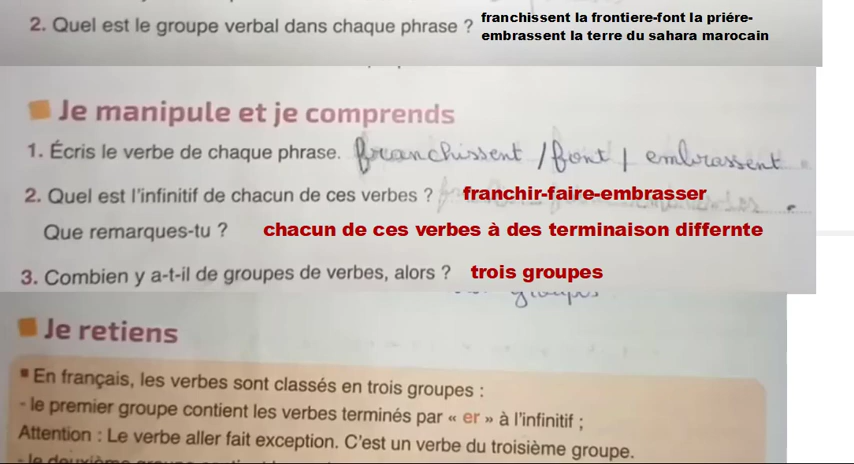 2. Quel est le groupe verbal dans chaque phrase ? franchissent la frontiere-font la priére-
embrassent la terre du sahara marocain
Je manipule et je comprends
1. Écris le verbe de chaque phrase. franchissent / font / embrassent
2. Quel est l'infinitif de chacun de ces verbes ? franchir-faire-embrasser
Que remarques-tu ? chacun de ces verbes à des terminaison differnte
3. Combien y a-t-il de groupes de verbes, alors ? trois groupes
groupes
Je retiens
▪ En français, les verbes sont classés en trois groupes :
- le premier groupe contient les verbes terminés par « er » à l'infinitif ;
Attention : Le verbe aller fait exception. C'est un verbe du troisième groupe.
- le deuxième groupe